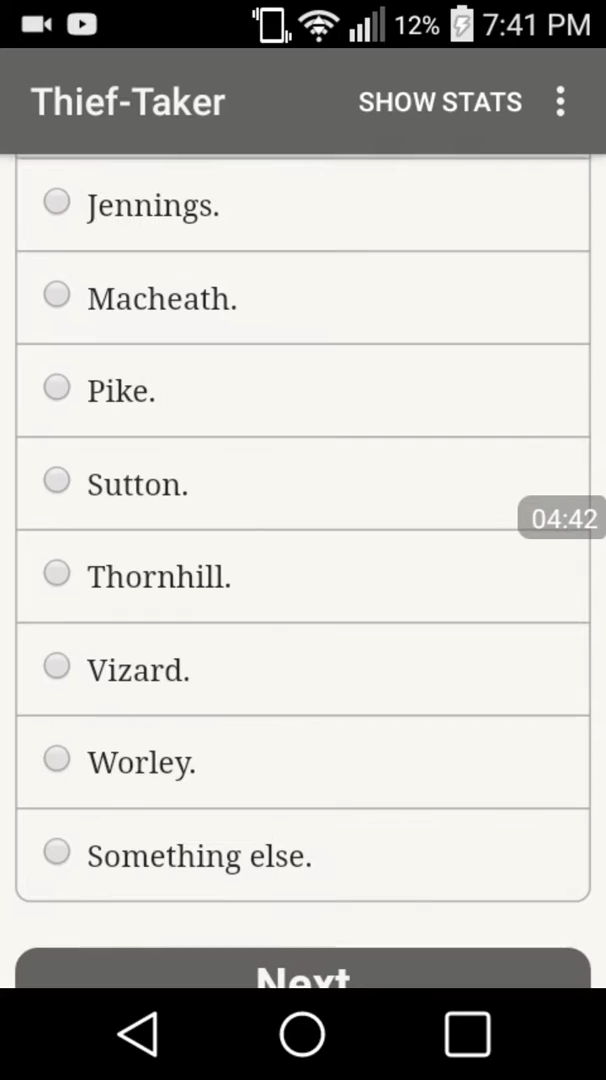 12% 7:41 PM
Thief-Taker SHOW STATS
Jennings.
Macheath.
Pike.
Sutton.
04:42
Thornhill.
Vizard.
Worley.
Something else.
Next